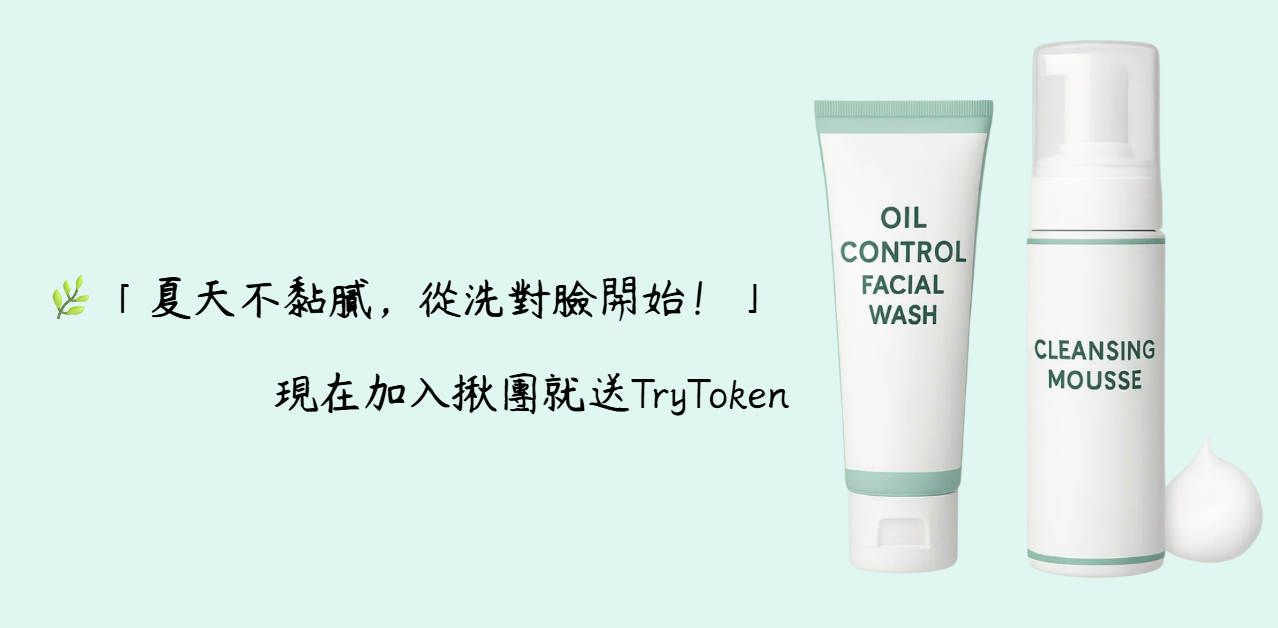 🌿「夏天不黏膩，從洗對臉開始！」
現在加入揪團就送TryToken
OIL
CONTROL
FACIAL
WASH
CLEANSING
MOUSSE